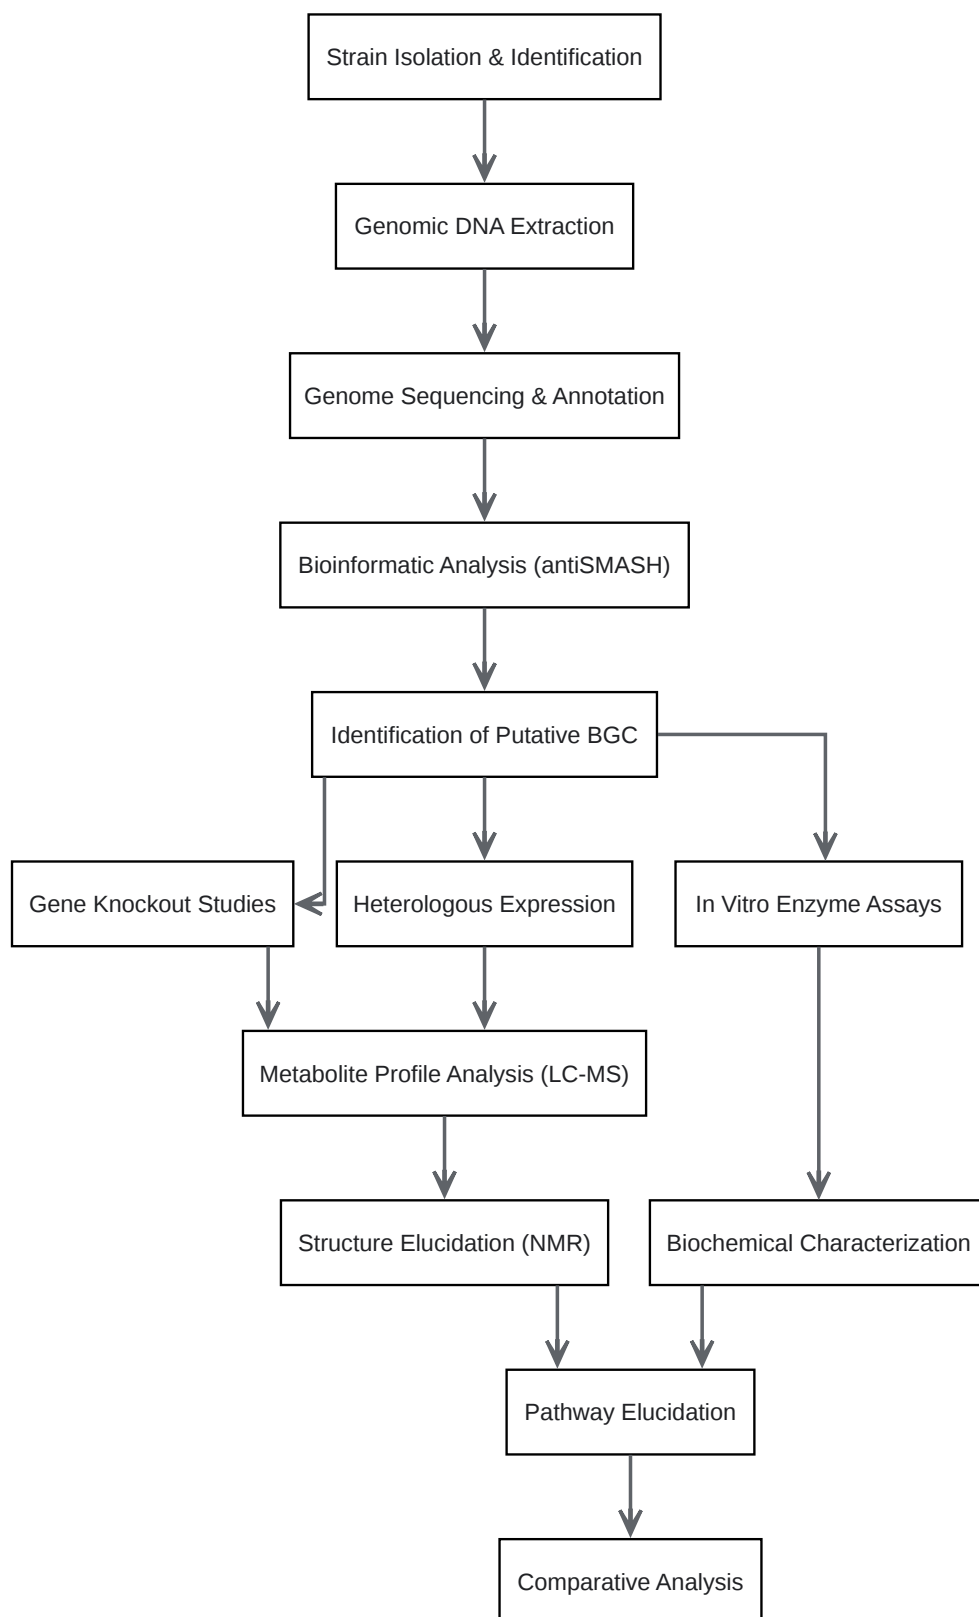 Strain Isolation & Identification
Genomic DNA Extraction
Genome Sequencing & Annotation
Bioinformatic Analysis (antiSMASH)
Identification of Putative BGC
Gene Knockout Studies
Heterologous Expression
In Vitro Enzyme Assays
Metabolite Profile Analysis (LC-MS)
Structure Elucidation (NMR)
Biochemical Characterization
Pathway Elucidation
Comparative Analysis